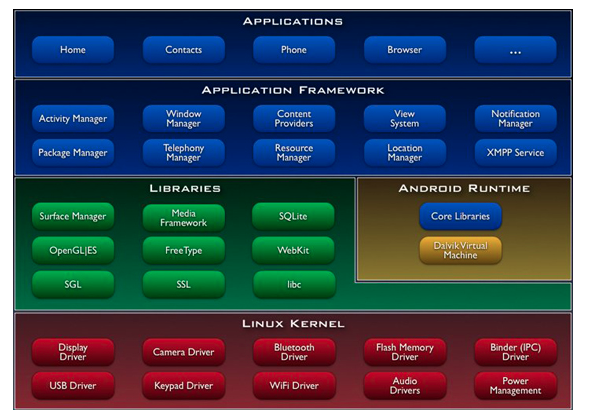 APPLICATIONS
Home
Contacts
Phone
Browser
...
APPLICATION FRAMEWORK
Activity Manager
Window
Manager
Content
Providers
View
System
Notification
Manager
Package Manager
Telephony
Manager
Resource
Manager
Location
Manager
XMPP Service
LIBRARIES
Surface Manager
Media
Framework
SQLite
OpenGL|ES
FreeType
WebKit
SGL
SSL
libc
ANDROID RUNTIME
Core Libraries
Dalvik Virtual
Machine
LINUX KERNEL
Display
Driver
Camera Driver
Bluetooth
Driver
Flash Memory
Driver
Binder (IPC)
Driver
USB Driver
Keypad Driver
WiFi Driver
Audio
Drivers
Power
Management